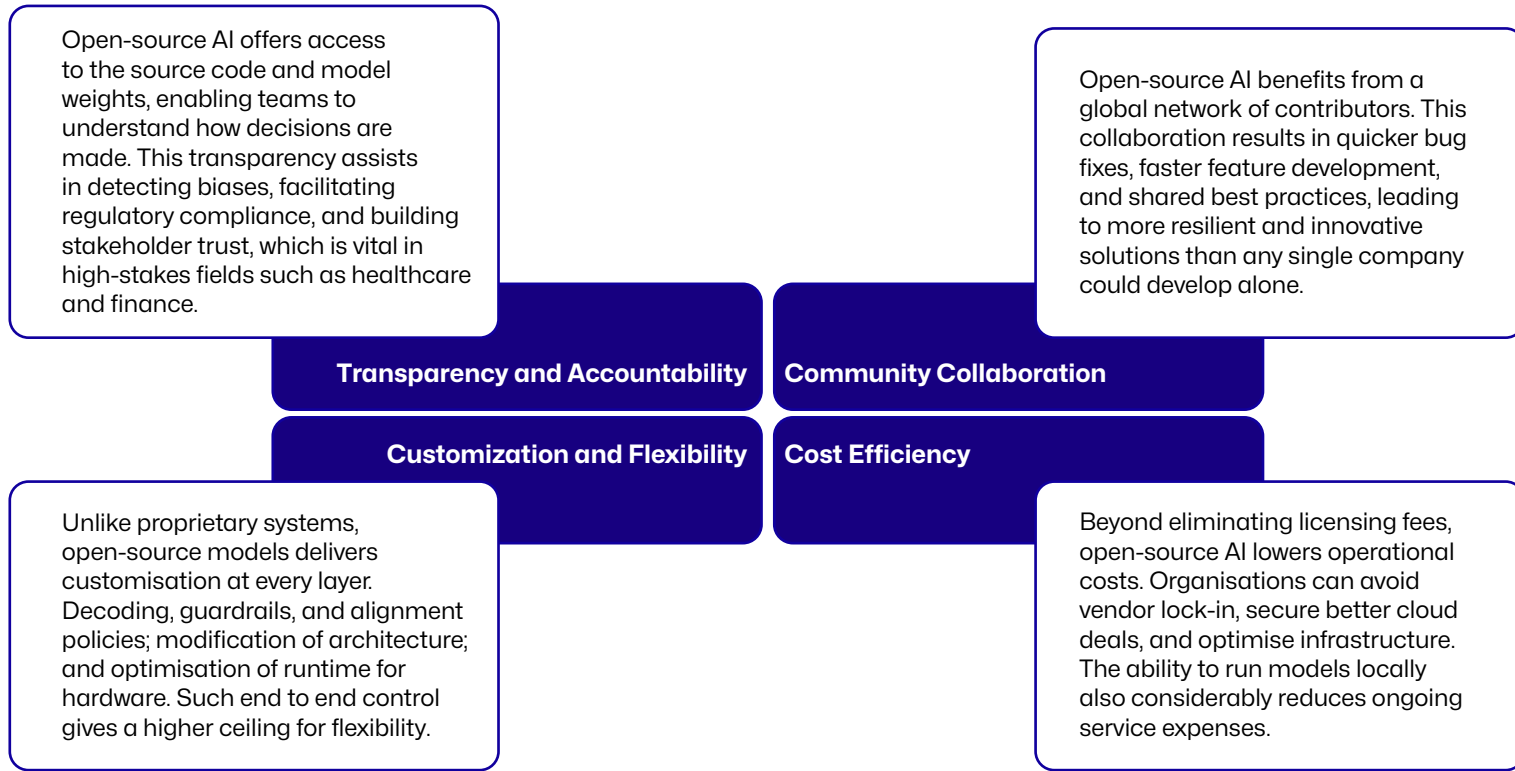 Open-source AI offers access
to the source code and model
weights, enabling teams to
understand how decisions are
made. This transparency assists
in detecting biases, facilitating
regulatory compliance, and building
stakeholder trust, which is vital in
high-stakes fields such as healthcare
and finance.
Transparency and Accountability
Open-source AI benefits from a
global network of contributors. This
collaboration results in quicker bug
fixes, faster feature development,
and shared best practices, leading
to more resilient and innovative
solutions than any single company
could develop alone.
Community Collaboration
Customization and Flexibility
Unlike proprietary systems,
open-source models delivers
customisation at every layer.
Decoding, guardrails, and alignment
policies; modification of architecture;
and optimisation of runtime for
hardware. Such end to end control
gives a higher ceiling for flexibility.
Cost Efficiency
Beyond eliminating licensing fees,
open-source AI lowers operational
costs. Organisations can avoid
vendor lock-in, secure better cloud
deals, and optimise infrastructure.
The ability to run models locally
also considerably reduces ongoing
service expenses.